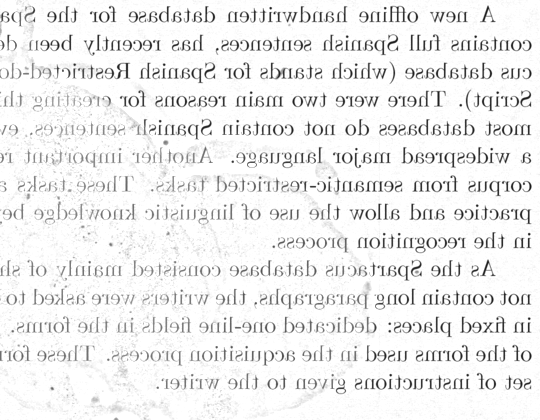 A new offline handwritten database for the Spa
contains full Spanish sentences, has recently been de
cus database (which stands for Spanish Restricted-do
Script). There were two main reasons for creating thi
most databases do not contain Spanish sentences, ev
a widespread major language. Another important re
corpus from semantic-restricted tasks. These tasks a
practice and allow the use of linguistic knowledge be
in the recognition process.
As the Spartacus database consisted mainly of sh
not contain long paragraphs, the writers were asked to
in fixed places: dedicated one-line fields in the forms.
of the forms used in the acquisition process. These for
set of instructions given to the writer.